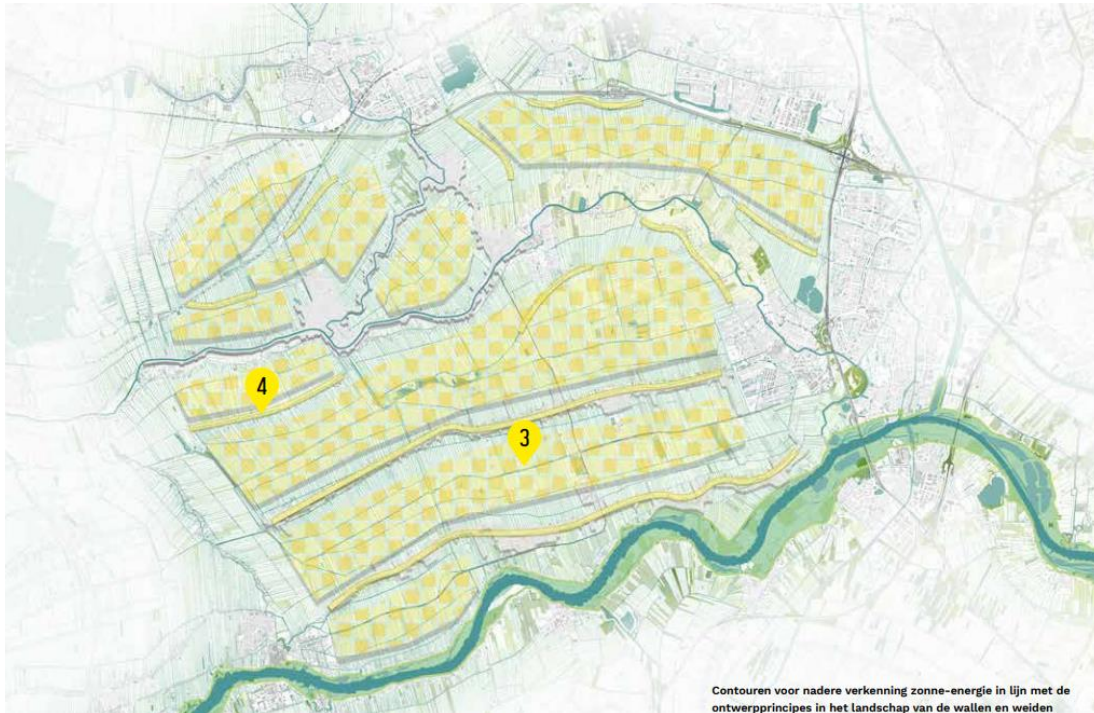 4
3
Contouren voor nadere verkenning zonne-energie in lijn met de
ontwerpprincipes in het landschap van de wallen en weiden